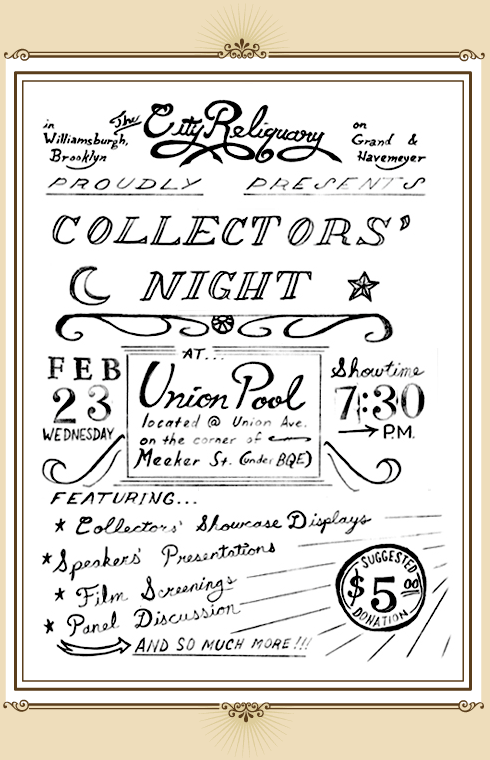 The City Reliquary
in Williamsburgh, Brooklyn
on Grand & Havemeyer
PROUDLY PRESENTS
COLLECTORS'
NIGHT
FEB
23
WEDNESDAY
AT...
Union Pool
located @ Union Ave.
on the corner of
Meeker St. (under BQE)
Showtime
7:30
P.M.
FEATURING...
Collectors' Showcase Displays
Speakers' Presentations
Film Screenings
Panel Discussion
AND SO MUCH MORE!!!
SUGGESTED
$5.00
DONATION